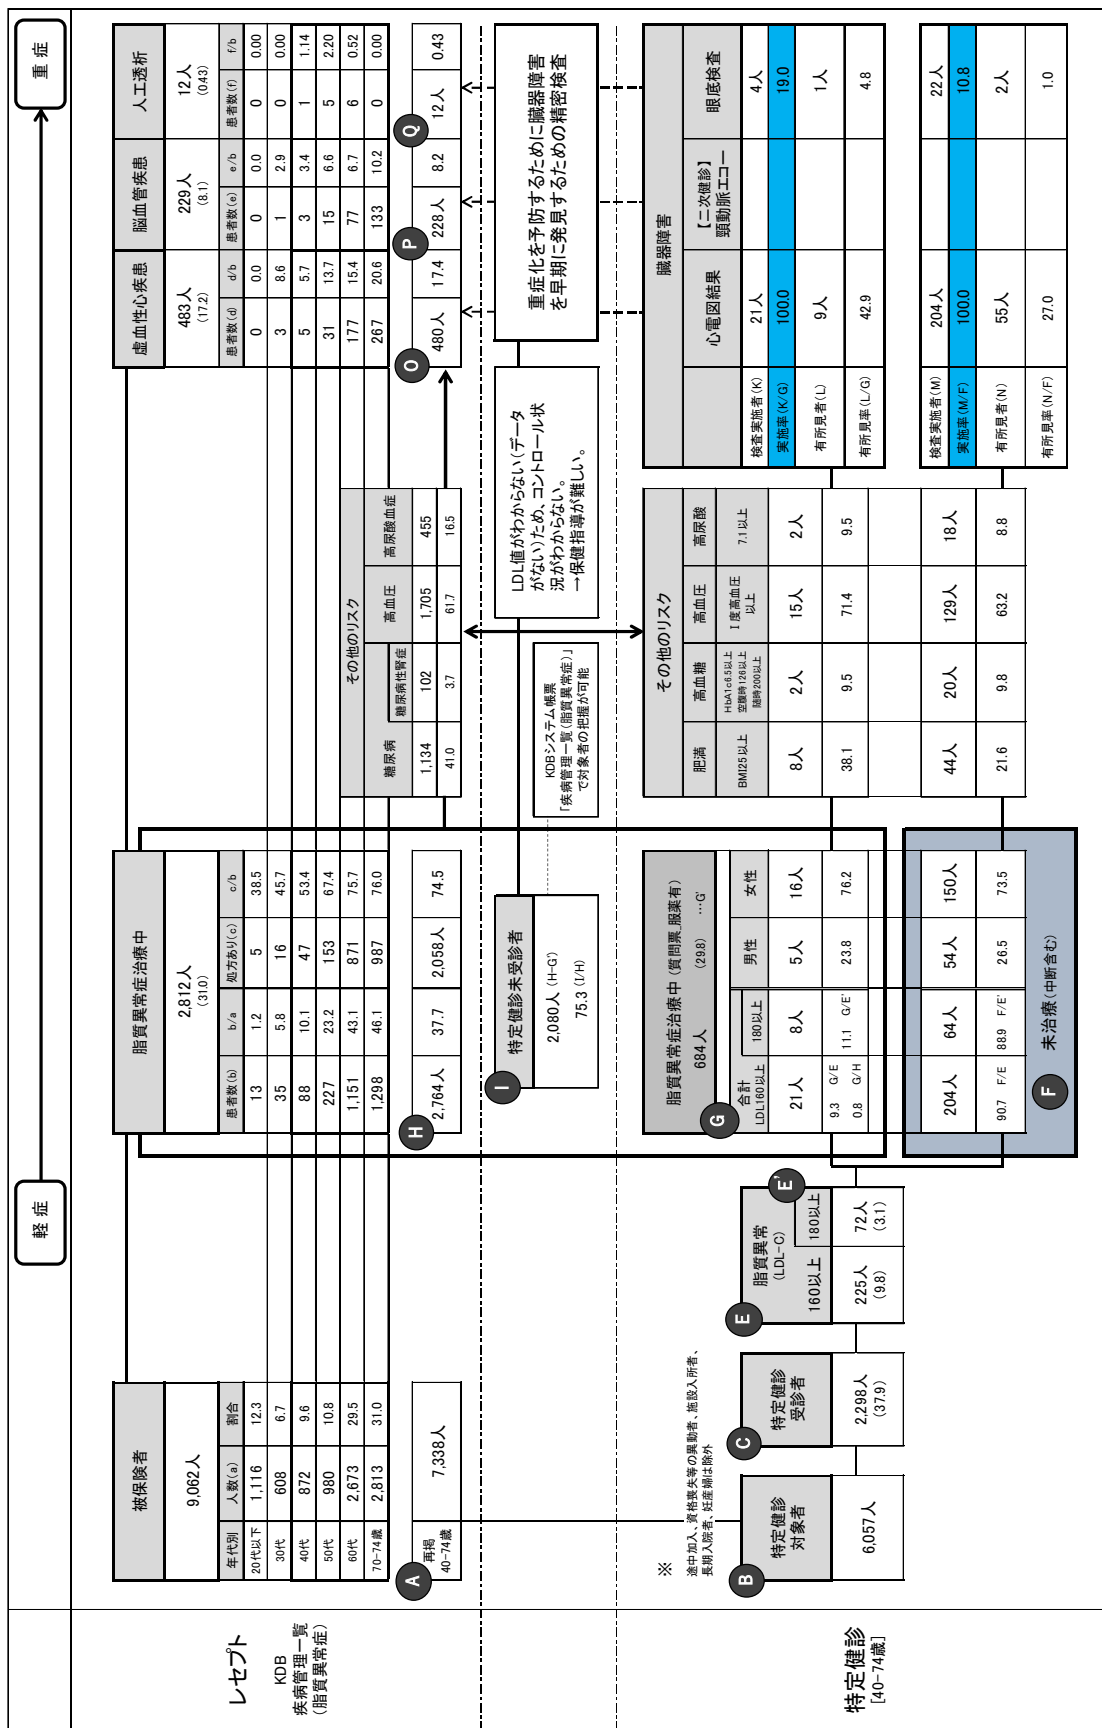 軽症
重症
レセプト
KDB
疾病管理一覧
(脂質異常症)
被保険者
9,062人
年代別 人数(a) 割合
20代以下 1,116 12.3
30代 608 6.7
40代 872 9.6
50代 980 10.8
60代 2,673 29.5
70-74歳 2,813 31.0
A
再掲
40-74歳
7,338人
脂質異常症治療中
2,812人
(31.0)
患者数(b) b/a 処方あり(c) c/b
13 1.2 5 38.5
35 5.8 16 45.7
88 10.1 47 53.4
227 23.2 153 67.4
1,151 43.1 871 75.7
1,298 46.1 987 76.0
H
2,764人 37.7 2,058人 74.5
その他のリスク
糖尿病 糖尿病性腎症 高血圧 高尿酸血症
1,134 102 1,705 455
41.0 3.7 61.7 16.5
虚血性心疾患 脳血管疾患 人工透析
483人 229人 12人
(17.2) (8.1) (0.43)
患者数(d) d/b 患者数(e) e/b 患者数(f) f/b
0 0.0 0 0.0 0 0.00
3 8.6 1 2.9 0 0.00
5 5.7 3 3.4 1 1.14
31 13.7 15 6.6 5 2.20
177 15.4 77 6.7 6 0.52
267 20.6 133 10.2 0 0.00
O P Q
480人 17.4 228人 8.2 12人 0.43
I
特定健診未受診者
2,080人 (H-G')
75.3 (I/H)
KDBシステム帳票
「疾病管理一覧(脂質異常症)」
で対象者の把握が可能
LDL値がわからない(データ
がない)ため、コントロール状
況がわからない。
→保健指導が難しい。
重症化を予防するために臓器障害
を早期に発見するための精密検査
特定健診
[40-74歳]
※
途中加入、資格喪失等の異動者、施設入所者、
長期入院者、妊産婦は除外
B
特定健診
対象者
6,057人
C
特定健診
受診者
2,298人
(37.9)
E
E'
脂質異常
(LDL-C)
160以上 180以上
225人 72人
(9.8) (3.1)
G
脂質異常症治療中(質問票_服薬有)
684人 (29.8) …G'
合計
LDL160以上
180以上 男性 女性
21人 8人 5人 16人
9.3 G/E 11.1 G/E' 23.8 76.2
0.8 G/H
204人 64人 54人 150人
90.7 F/E 88.9 F/E' 26.5 73.5
F
未治療(中断含む)
その他のリスク
肥満 高血糖 高血圧 高尿酸
BMI25以上
HbA1c6.5以上
空腹時126以上
随時200以上
Ⅰ度高血圧
以上
7.1以上
8人 2人 15人 2人
38.1 9.5 71.4 9.5
44人 20人 129人 18人
21.6 9.8 63.2 8.8
臓器障害
心電図結果
【二次健診】
頸動脈エコー
眼底検査
検査実施者(K) 21人 4人
実施率(K/G) 100.0 19.0
有所見者(L) 9人 1人
有所見率(L/G) 42.9 4.8
検査実施者(M) 204人 22人
実施率(M/F) 100.0 10.8
有所見者(N) 55人 2人
有所見率(N/F) 27.0 1.0